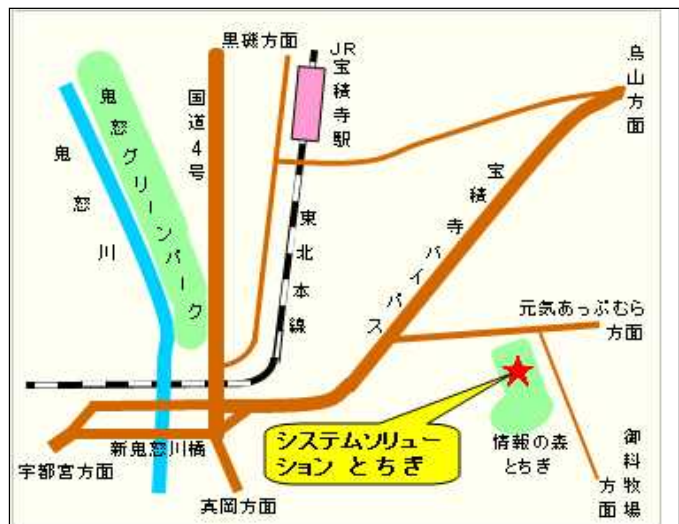 黒磯方面
JR
宝積寺駅
烏山方面
鬼怒グリーンパーク
国道4号
鬼怒川
東北本線
宝積寺バイパス
元気あっぷむら
方面
システムソリュー
ション とちぎ
情報の森
とちぎ
御料牧場
方面
新鬼怒川橋
宇都宮方面
真岡方面